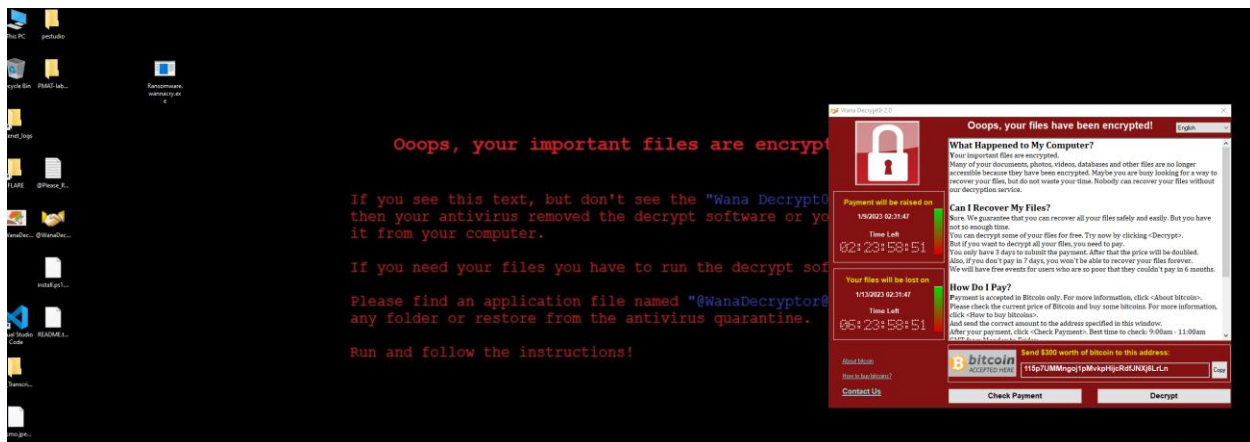 This PC
pestudio
cycle Bin
PMAT-lab...
Ransomware.
wannacry.ex
e
FLARE
@Please_R...
@WanaDec...
install.ps1...
Code
README.t...
Ooops, your important files are encrypt
If you see this text, but don't see the "Wana Decrypt0
then your antivirus removed the decrypt software or yo
it from your computer.
If you need your files you have to run the decrypt sof
Please find an application file named "@WanaDecryptor@
any folder or restore from the antivirus quarantine.
Run and follow the instructions!
Wana Decrypt0r 2.0
Ooops, your files have been encrypted!
English
Payment will be raised on
1/9/2023 02:31:47
Time Left
02:23:58:51
Your files will be lost on
1/13/2023 02:31:47
Time Left
06:23:58:51
About bitcoin
How to buy bitcoins?
Contact Us
What Happened to My Computer?
Your important files are encrypted.
Many of your documents, photos, videos, databases and other files are no longer
accessible because they have been encrypted. Maybe you are busy looking for a way to
recover your files, but do not waste your time. Nobody can recover your files without
our decryption service.
Can I Recover My Files?
Sure. We guarantee that you can recover all your files safely and easily. But you have
not so enough time.
You can decrypt some of your files for free. Try now by clicking <Decrypt>.
But if you want to decrypt all your files, you need to pay.
You only have 3 days to submit the payment. After that the price will be doubled.
Also, if you don't pay in 7 days, you won't be able to recover your files forever.
We will have free events for users who are so poor that they couldn't pay in 6 months.
How Do I Pay?
Payment is accepted in Bitcoin only. For more information, click <About bitcoin>.
Please check the current price of Bitcoin and buy some bitcoins. For more information,
click <How to buy bitcoins>.
And send the correct amount to the address specified in this window.
After your payment, click <Check Payment>. Best time to check: 9:00am - 11:00am
GMT from Monday to Friday.
bitcoin
ACCEPTED HERE
Send $300 worth of bitcoin to this address:
115p7UMMngoj1pMvkpHijcRdfJNXj6LrLn
Copy
Check Payment
Decrypt